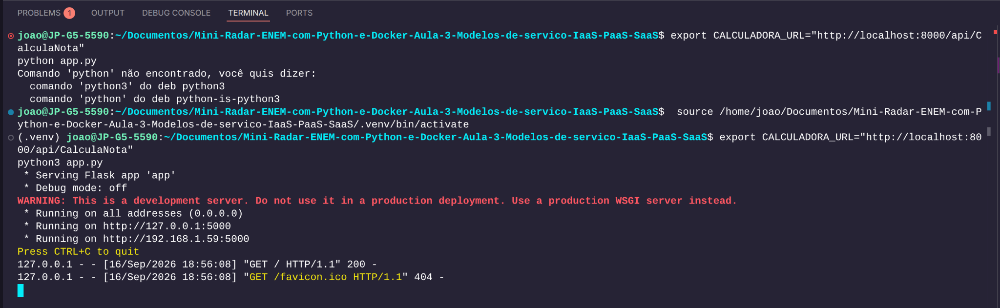 PROBLEMS 1 OUTPUT DEBUG CONSOLE TERMINAL PORTS
joao@JP-G5-5590:~/Documentos/Mini-Radar-ENEM-com-Python-e-Docker-Aula-3-Modelos-de-servico-IaaS-PaaS-SaaS$ export CALCULADORA_URL="http://localhost:8000/api/C
alculaNota"
python app.py
Comando 'python' não encontrado, você quis dizer:
  comando 'python3' do deb python3
  comando 'python' do deb python-is-python3
joao@JP-G5-5590:~/Documentos/Mini-Radar-ENEM-com-Python-e-Docker-Aula-3-Modelos-de-servico-IaaS-PaaS-SaaS$  source /home/joao/Documentos/Mini-Radar-ENEM-com-P
ython-e-Docker-Aula-3-Modelos-de-servico-IaaS-PaaS-SaaS/.venv/bin/activate
(.venv) joao@JP-G5-5590:~/Documentos/Mini-Radar-ENEM-com-Python-e-Docker-Aula-3-Modelos-de-servico-IaaS-PaaS-SaaS$ export CALCULADORA_URL="http://localhost:80
00/api/CalculaNota"
python3 app.py
 * Serving Flask app 'app'
 * Debug mode: off
WARNING: This is a development server. Do not use it in a production deployment. Use a production WSGI server instead.
 * Running on all addresses (0.0.0.0)
 * Running on http://127.0.0.1:5000
 * Running on http://192.168.1.59:5000
Press CTRL+C to quit
127.0.0.1 - - [16/Sep/2026 18:56:08] "GET / HTTP/1.1" 200 -
127.0.0.1 - - [16/Sep/2026 18:56:08] "GET /favicon.ico HTTP/1.1" 404 -